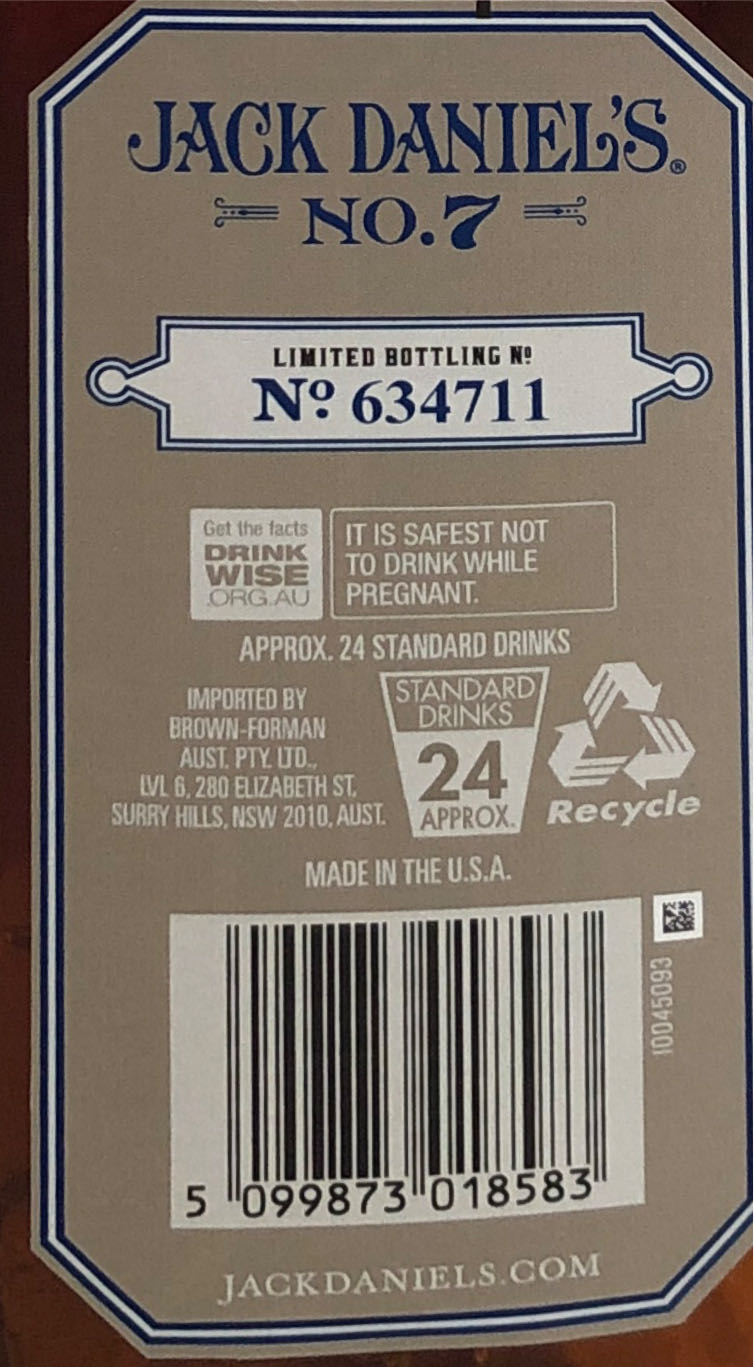 JACK DANIEL'S®
NO.7
LIMITED BOTTLING Nº
Nº 634711
Get the facts
DRINK
WISE
.ORG.AU
IT IS SAFEST NOT
TO DRINK WHILE
PREGNANT.
APPROX. 24 STANDARD DRINKS
IMPORTED BY
BROWN-FORMAN
AUST. PTY. LTD.,
LVL 6, 280 ELIZABETH ST,
SURRY HILLS, NSW 2010, AUST.
STANDARD
DRINKS
24
APPROX.
Recycle
MADE IN THE U.S.A.
10045093
5 099873 018583
JACKDANIELS.COM